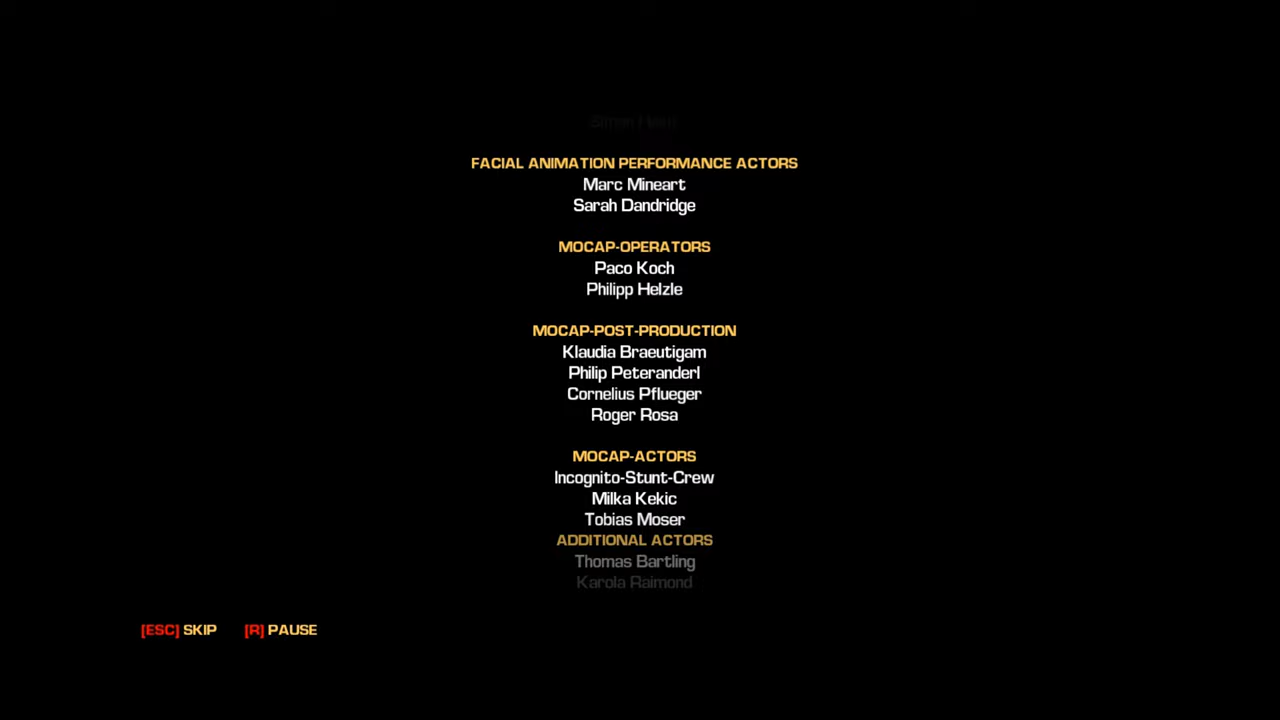 FACIAL ANIMATION PERFORMANCE ACTORS
Marc Mineart
Sarah Dandridge
MOCAP-OPERATORS
Paco Koch
Philipp Helzle
MOCAP-POST-PRODUCTION
Klaudia Braeutigam
Philip Peteranderl
Cornelius Pflueger
Roger Rosa
MOCAP-ACTORS
Incognito-Stunt-Crew
Milka Kekic
Tobias Moser
ADDITIONAL ACTORS
Thomas Bartling
Karola Raimond
[ESC] SKIP [R] PAUSE